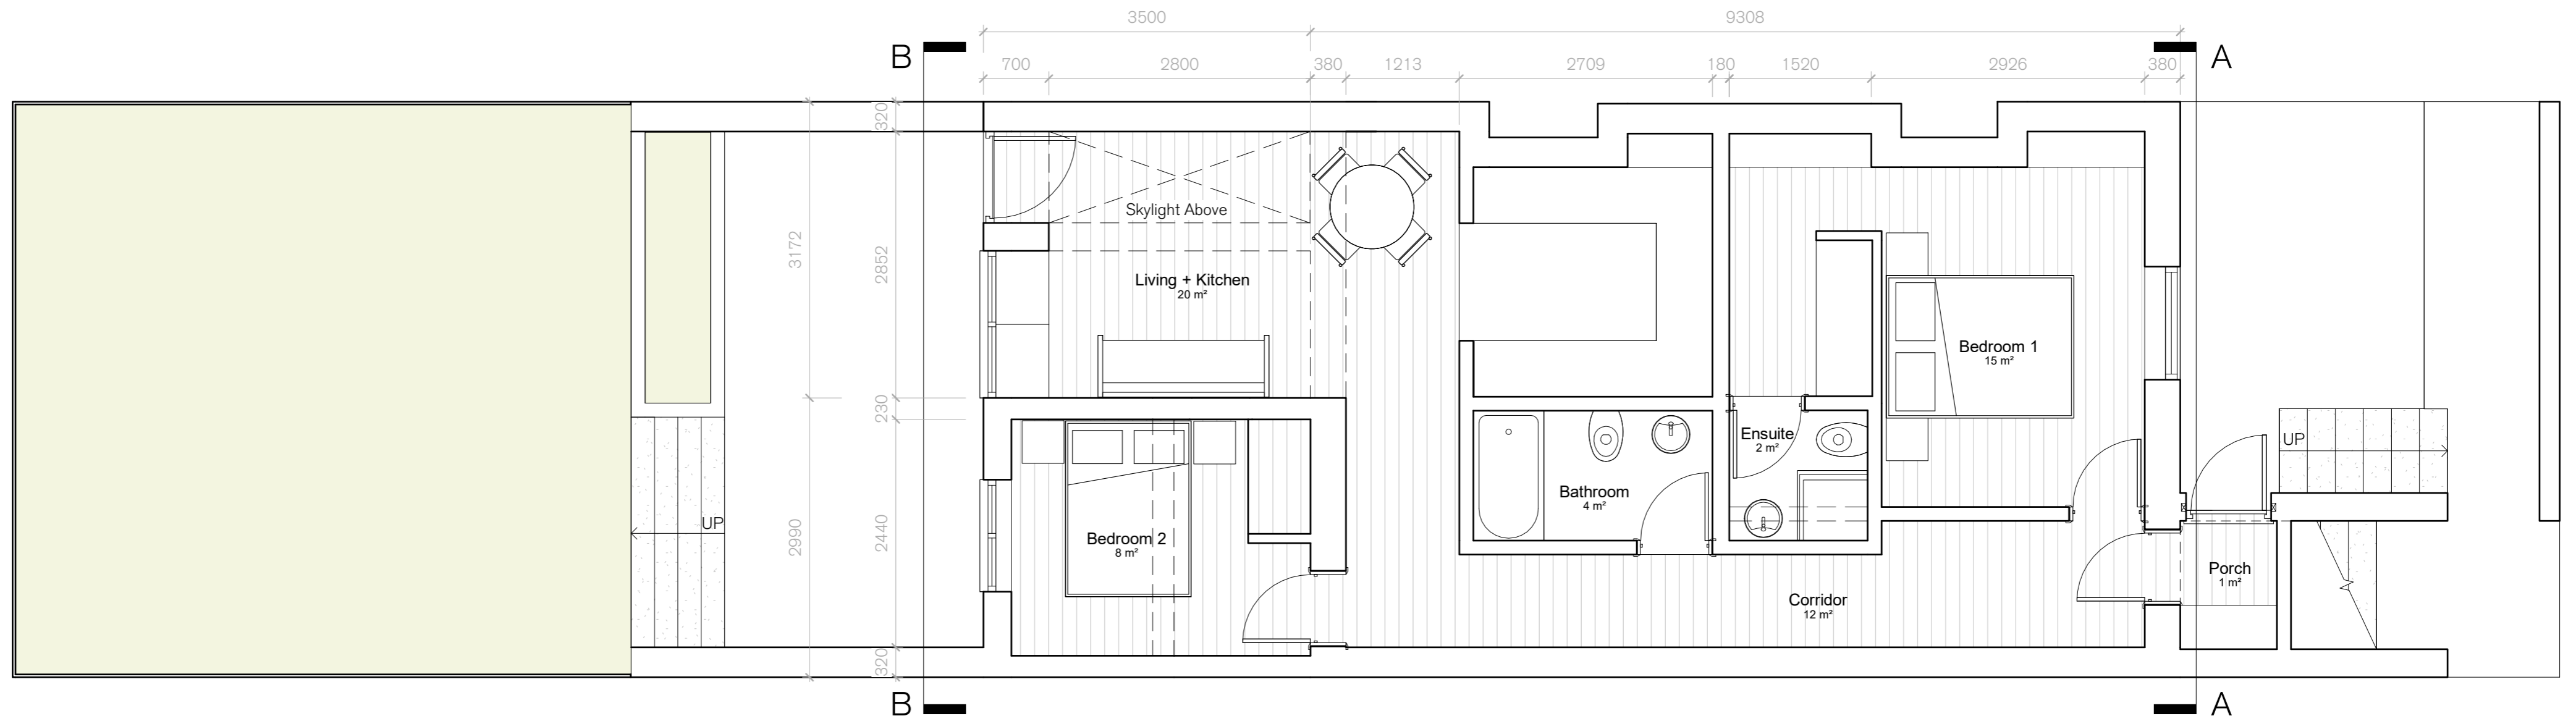 3500
9308
B
A
700
2800
380
1213
2709
180
1520
2926
380
320
3172
2852
Skylight Above
Living + Kitchen
20 m²
Bedroom 1
15 m²
230
Ensuite
2 m²
UP
Bathroom
4 m²
UP
2990
2440
Bedroom 2
8 m²
Porch
1 m²
Corridor
12 m²
320
B
A